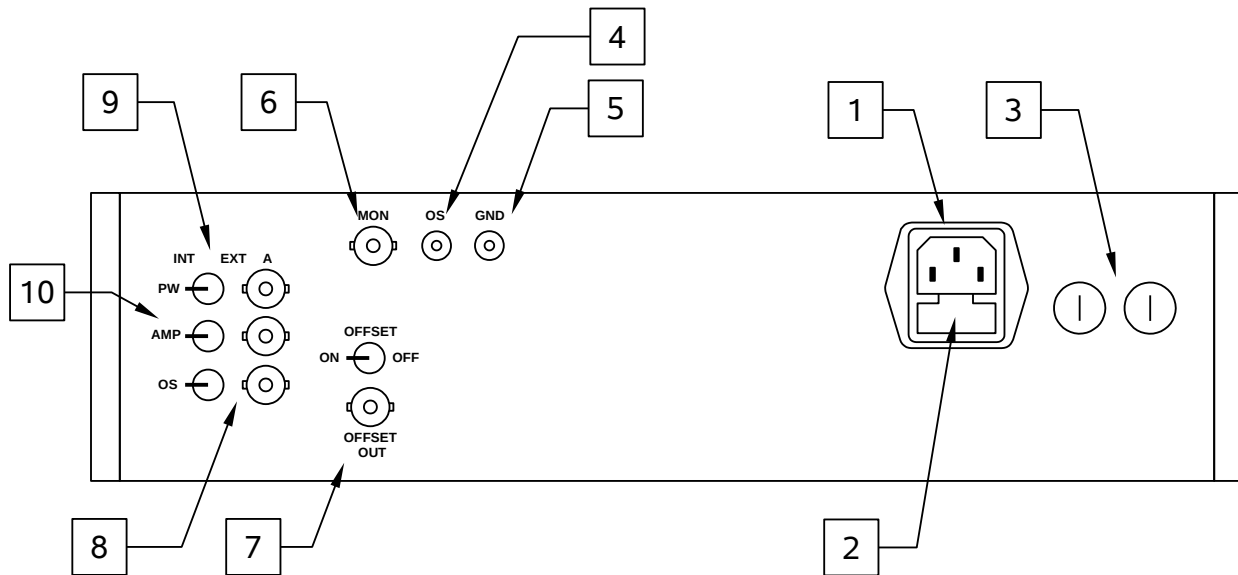 4
9
6
5
1
3
MON
OS
GND
INT EXT A
PW
10
AMP
OFFSET
ON OFF
OS
OFFSET
OUT
8
7
2